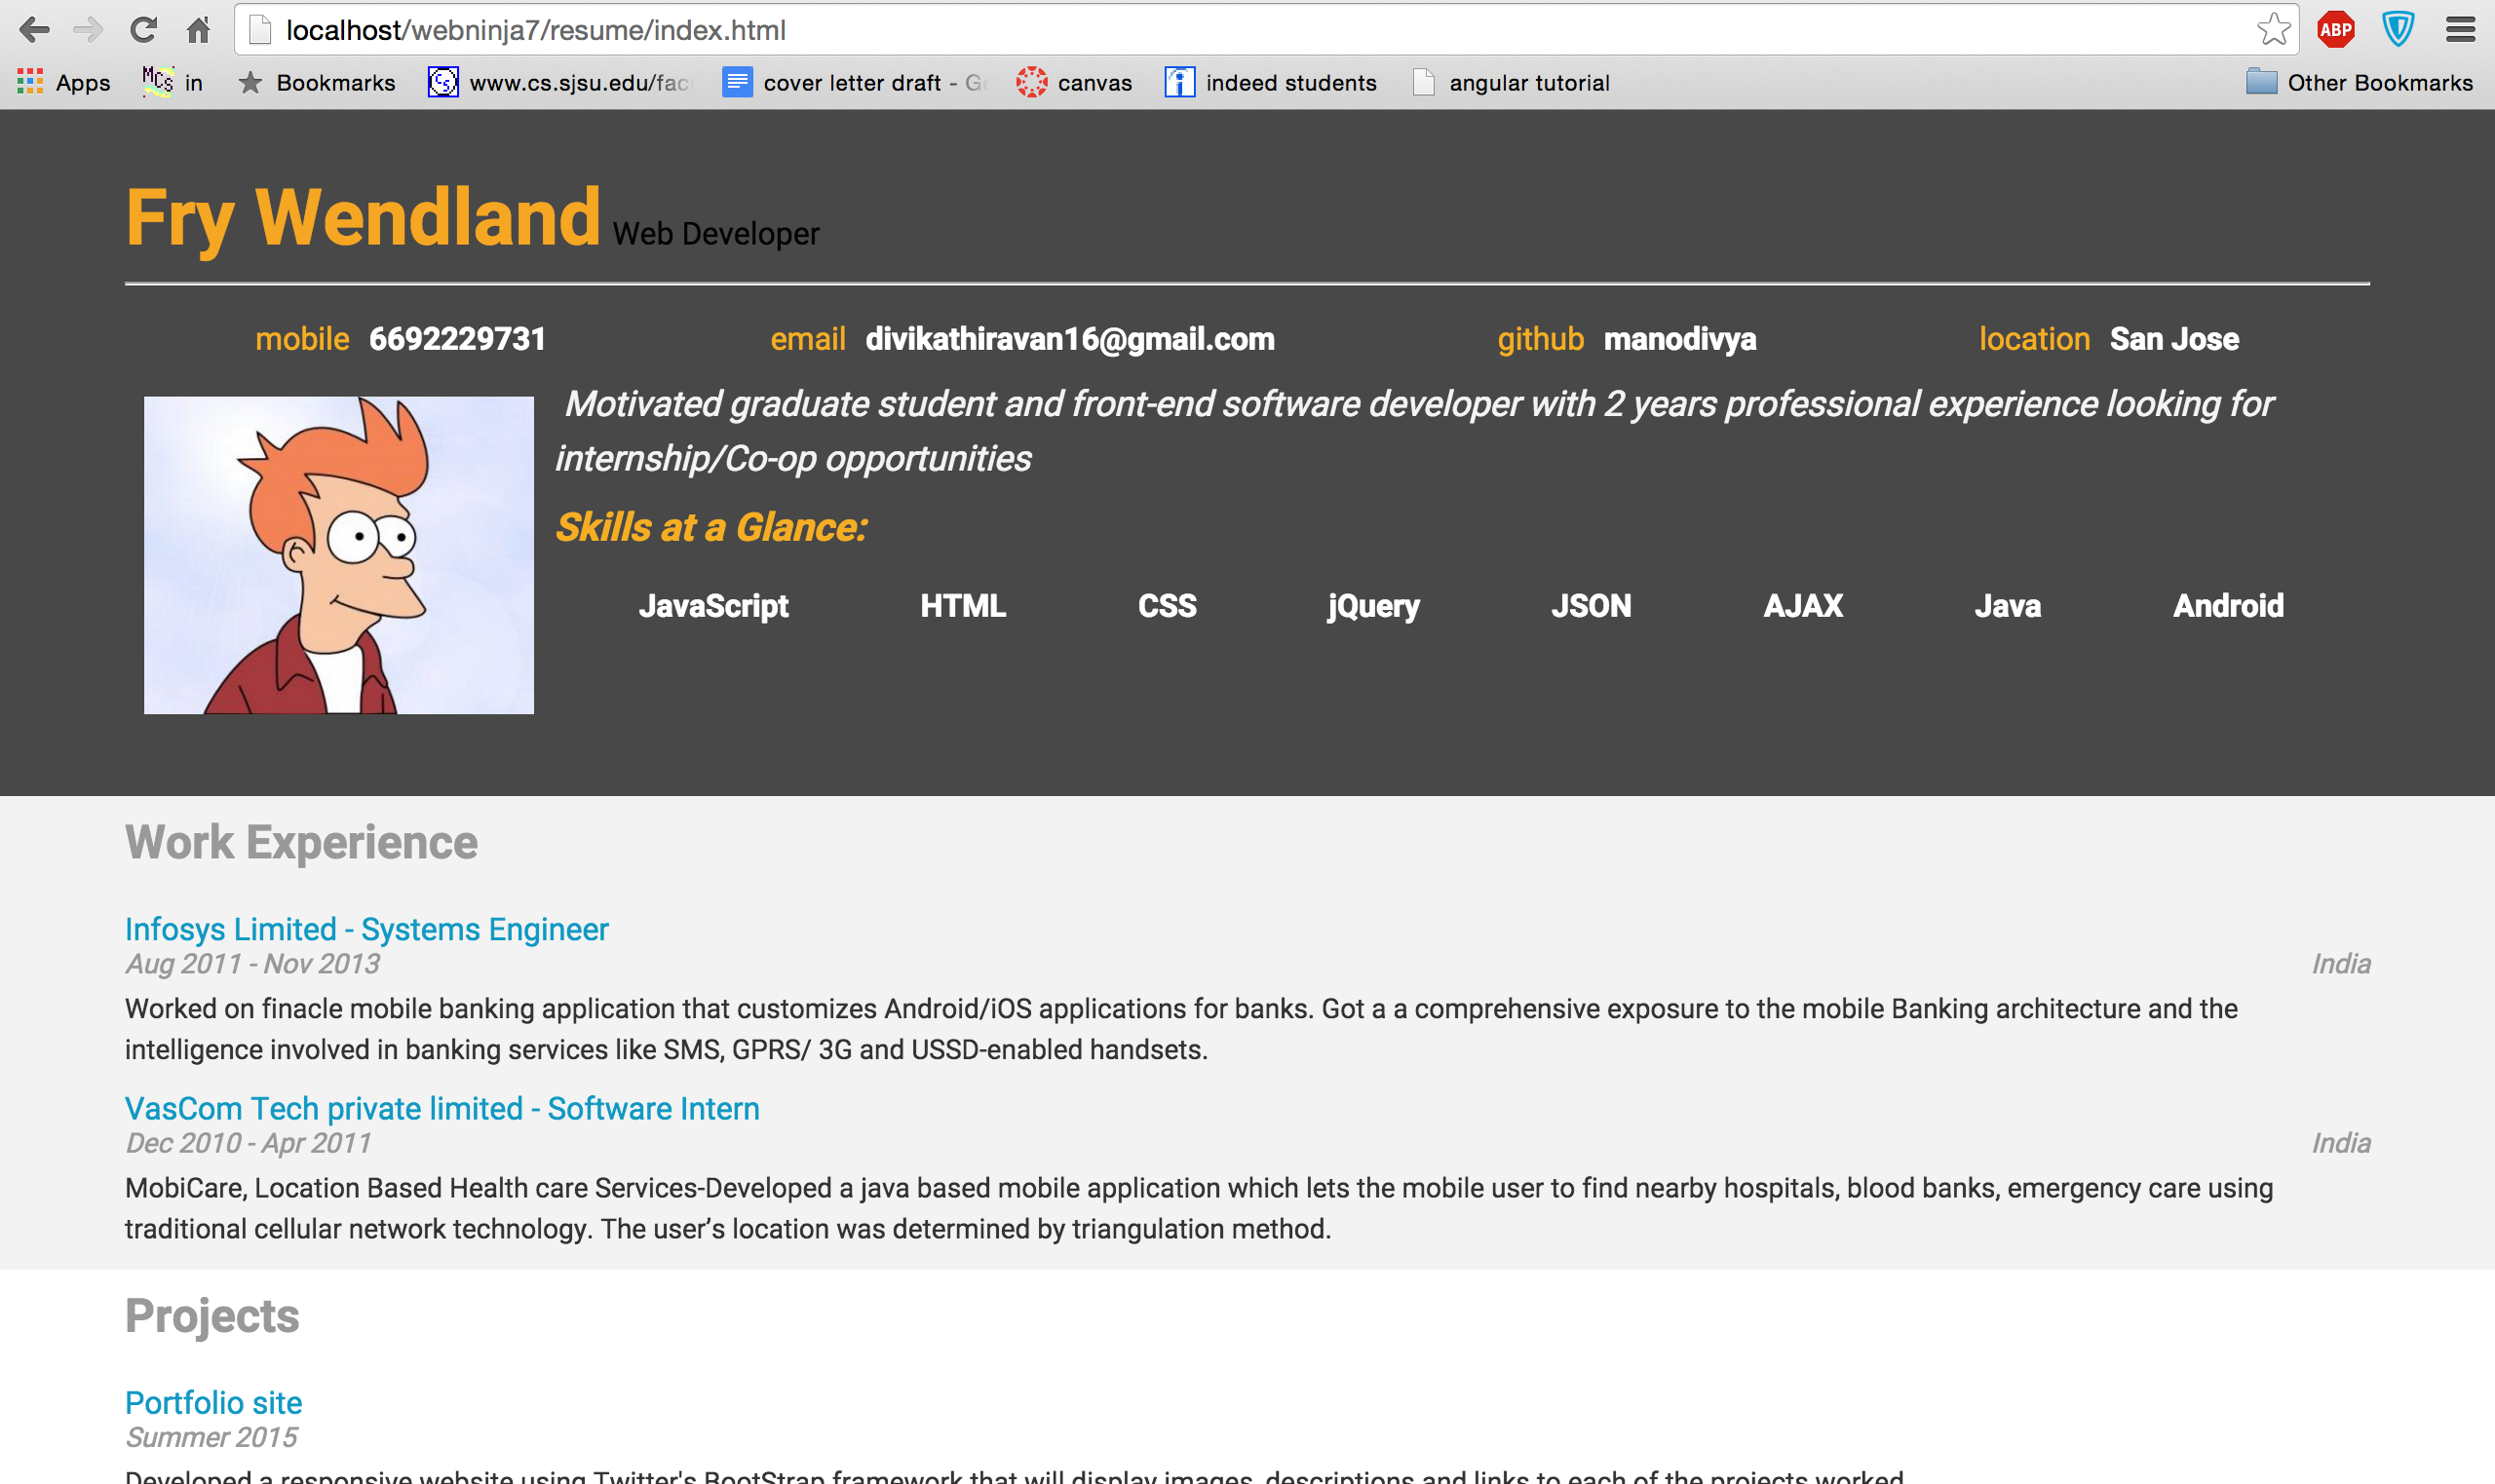 localhost/webninja7/resume/index.html
ABP
Apps
MCS in
Bookmarks
CS www.cs.sjsu.edu/fac
cover letter draft - G
canvas
indeed students
angular tutorial
Other Bookmarks
Fry Wendland Web Developer
mobile 6692229731 email divikathiravan16@gmail.com github manodivya location San Jose
Motivated graduate student and front-end software developer with 2 years professional experience looking for
internship/Co-op opportunities
Skills at a Glance:
JavaScript HTML CSS jQuery JSON AJAX Java Android
Work Experience
Infosys Limited - Systems Engineer
Aug 2011 - Nov 2013 India
Worked on finacle mobile banking application that customizes Android/iOS applications for banks. Got a a comprehensive exposure to the mobile Banking architecture and the
intelligence involved in banking services like SMS, GPRS/ 3G and USSD-enabled handsets.
VasCom Tech private limited - Software Intern
Dec 2010 - Apr 2011 India
MobiCare, Location Based Health care Services-Developed a java based mobile application which lets the mobile user to find nearby hospitals, blood banks, emergency care using
traditional cellular network technology. The user’s location was determined by triangulation method.
Projects
Portfolio site
Summer 2015
Developed a responsive website using Twitter's BootStrap framework that will display images, descriptions and links to each of the projects worked